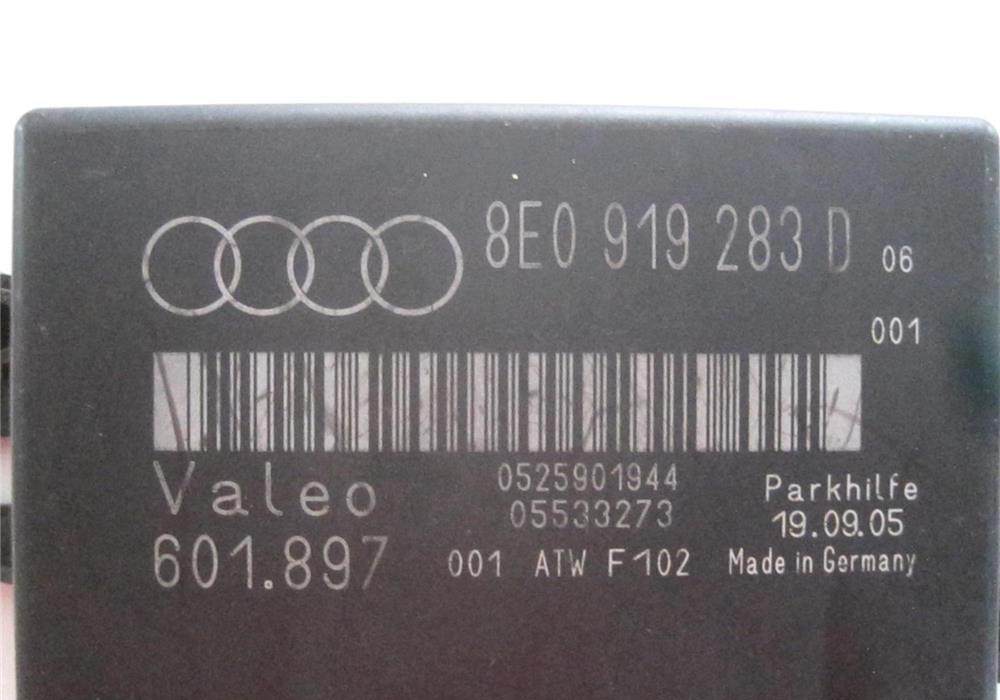 8E0 919 283 D 06
001
Valeo
0525901944
05533273
Parkhilfe
19.09.05
601.897
001 ATW F102
Made in Germany